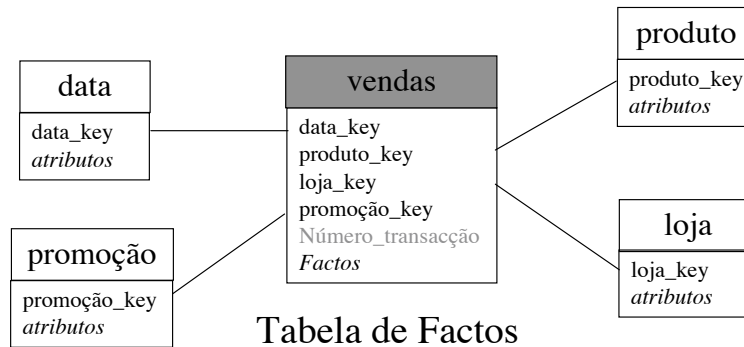 data
data_key
atributos
promoção
promoção_key
atributos
vendas
data_key
produto_key
loja_key
promoção_key
Número_transacção
Factos
produto
produto_key
atributos
loja
loja_key
atributos
Tabela de Factos